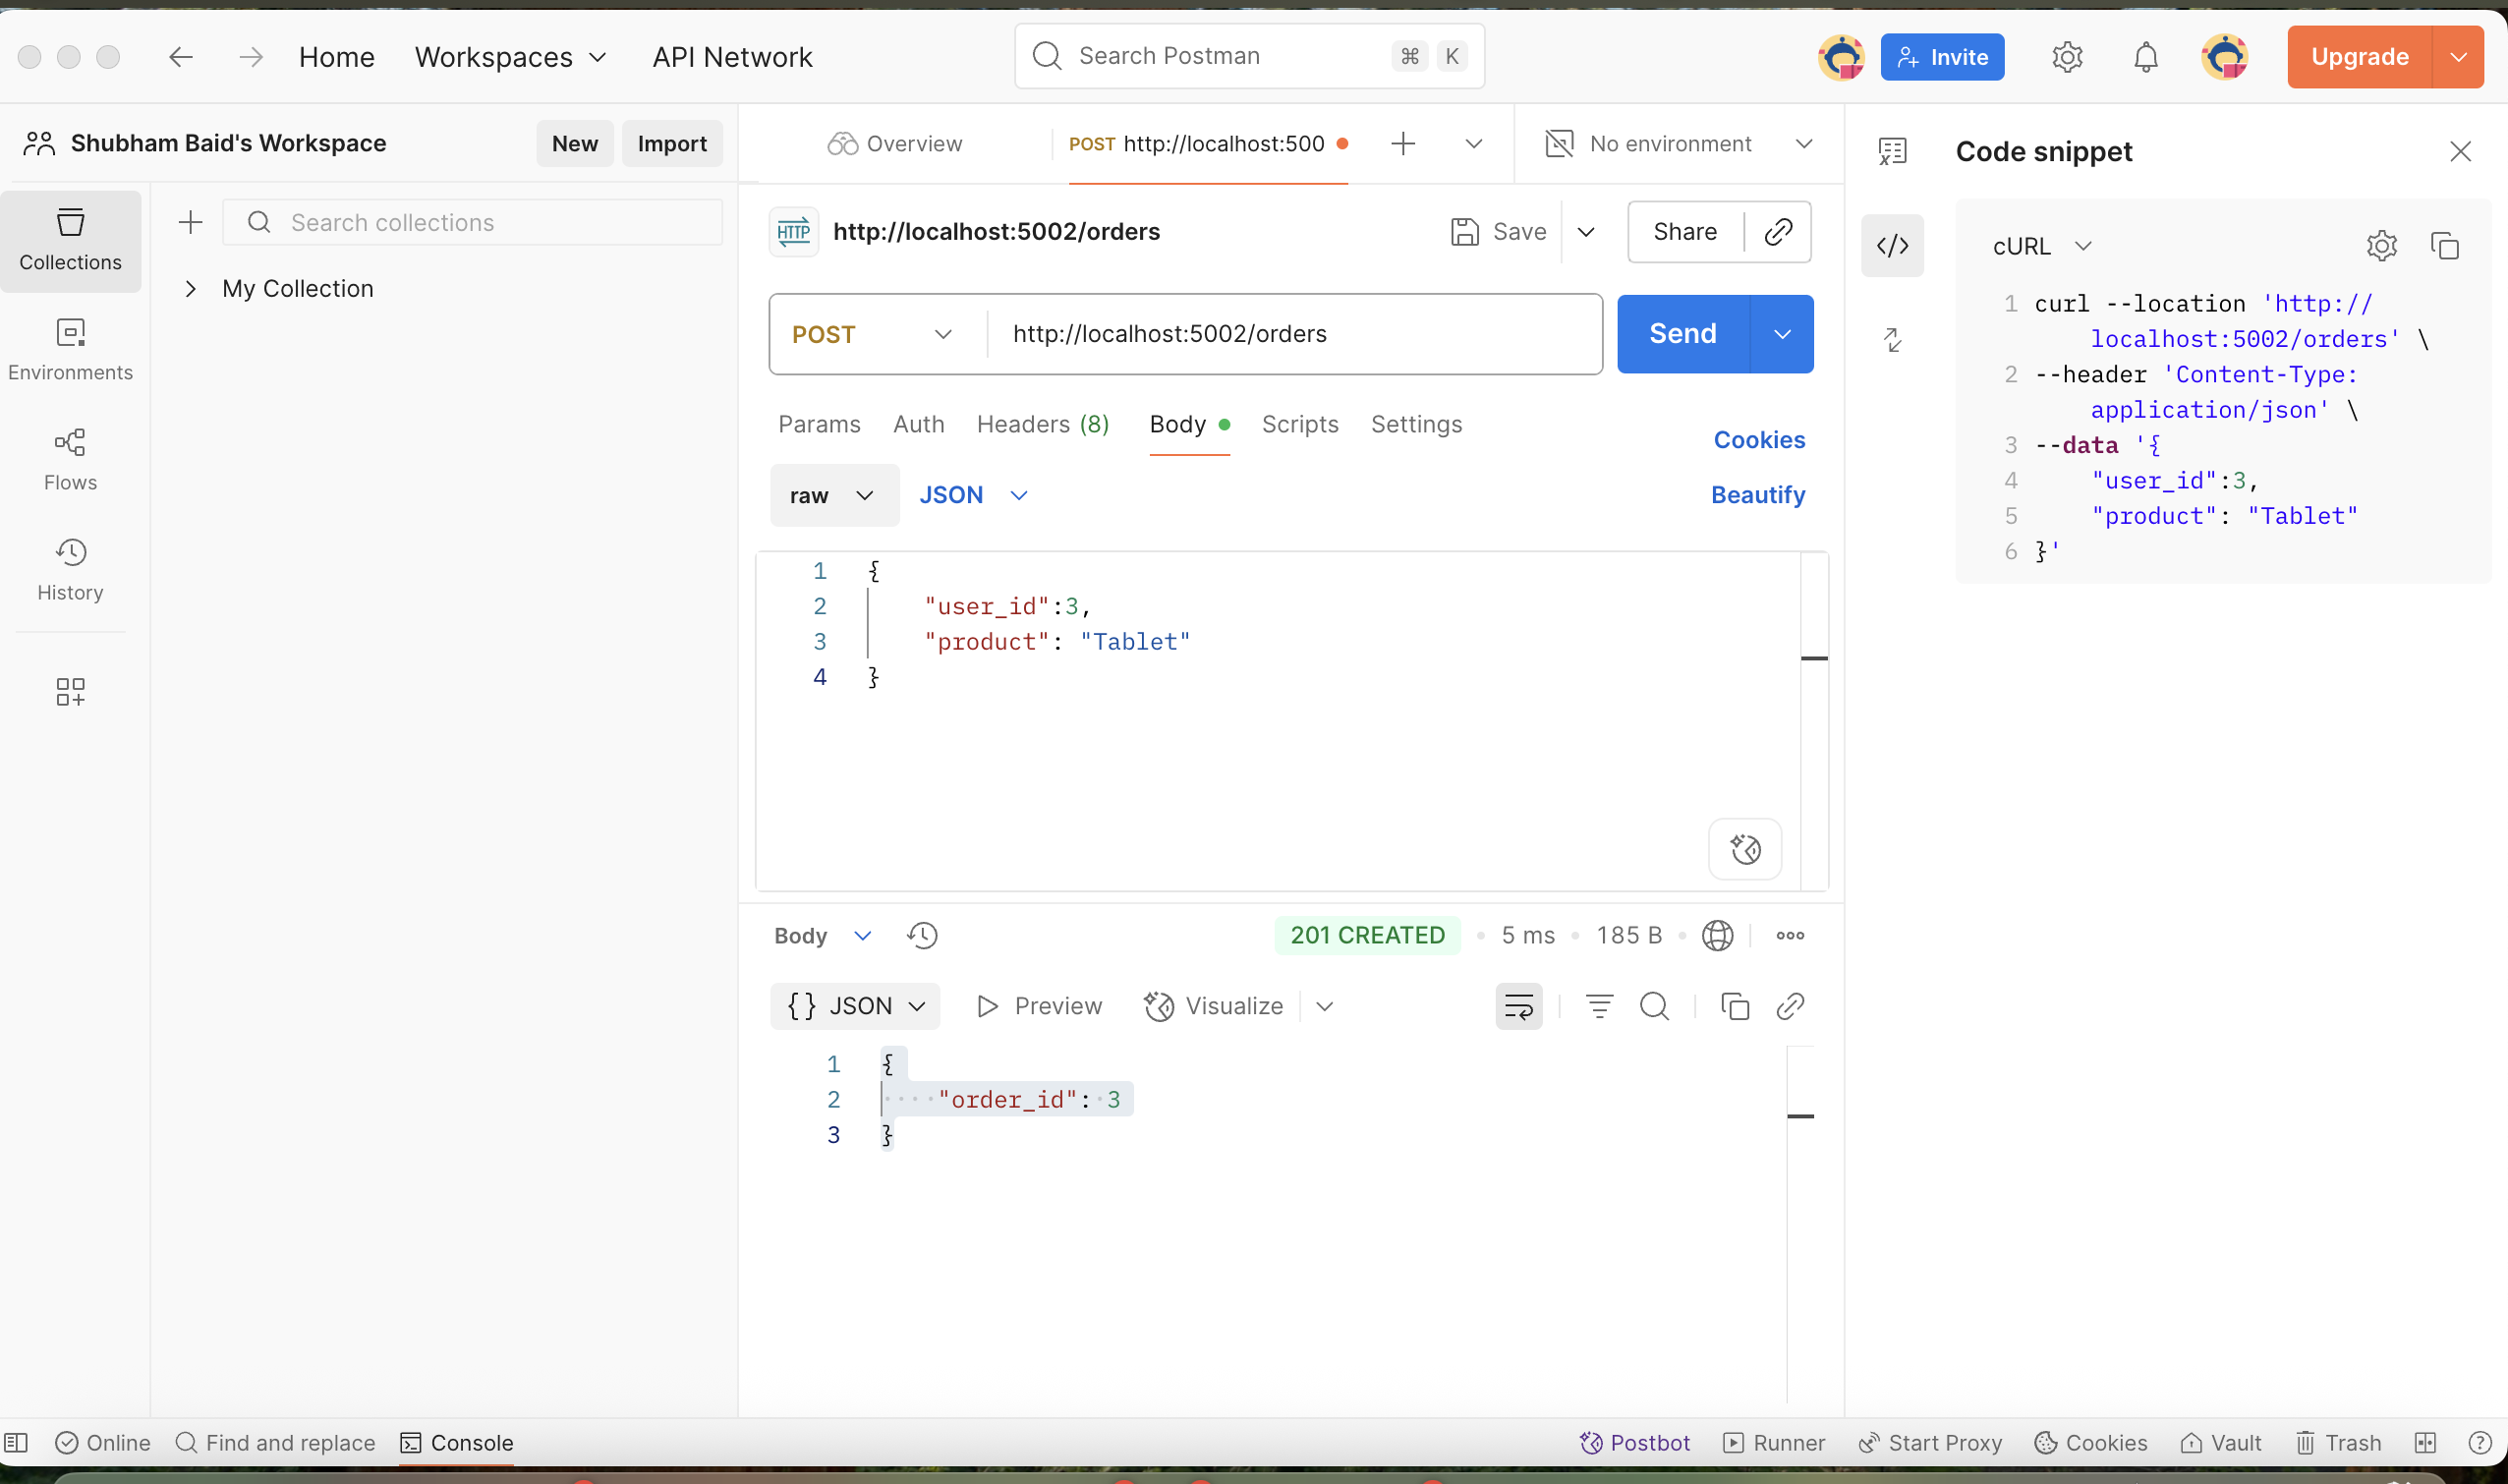 Home Workspaces API Network Search Postman ⌘ K Invite Upgrade
Shubham Baid's Workspace New Import
Overview POST http://localhost:500 No environment
Code snippet
Collections
Environments
Flows
History
Search collections
My Collection
HTTP http://localhost:5002/orders Save Share
POST http://localhost:5002/orders Send
Params Auth Headers (8) Body Scripts Settings Cookies
raw JSON Beautify
1 {
2 "user_id":3,
3 "product": "Tablet"
4 }
Body 201 CREATED • 5 ms • 185 B
{} JSON Preview Visualize
1 {
2 "order_id": 3
3 }
cURL
1 curl --location 'http://
localhost:5002/orders' \
2 --header 'Content-Type:
application/json' \
3 --data '{
4 "user_id":3,
5 "product": "Tablet"
6 }'
Online Find and replace Console Postbot Runner Start Proxy Cookies Vault Trash